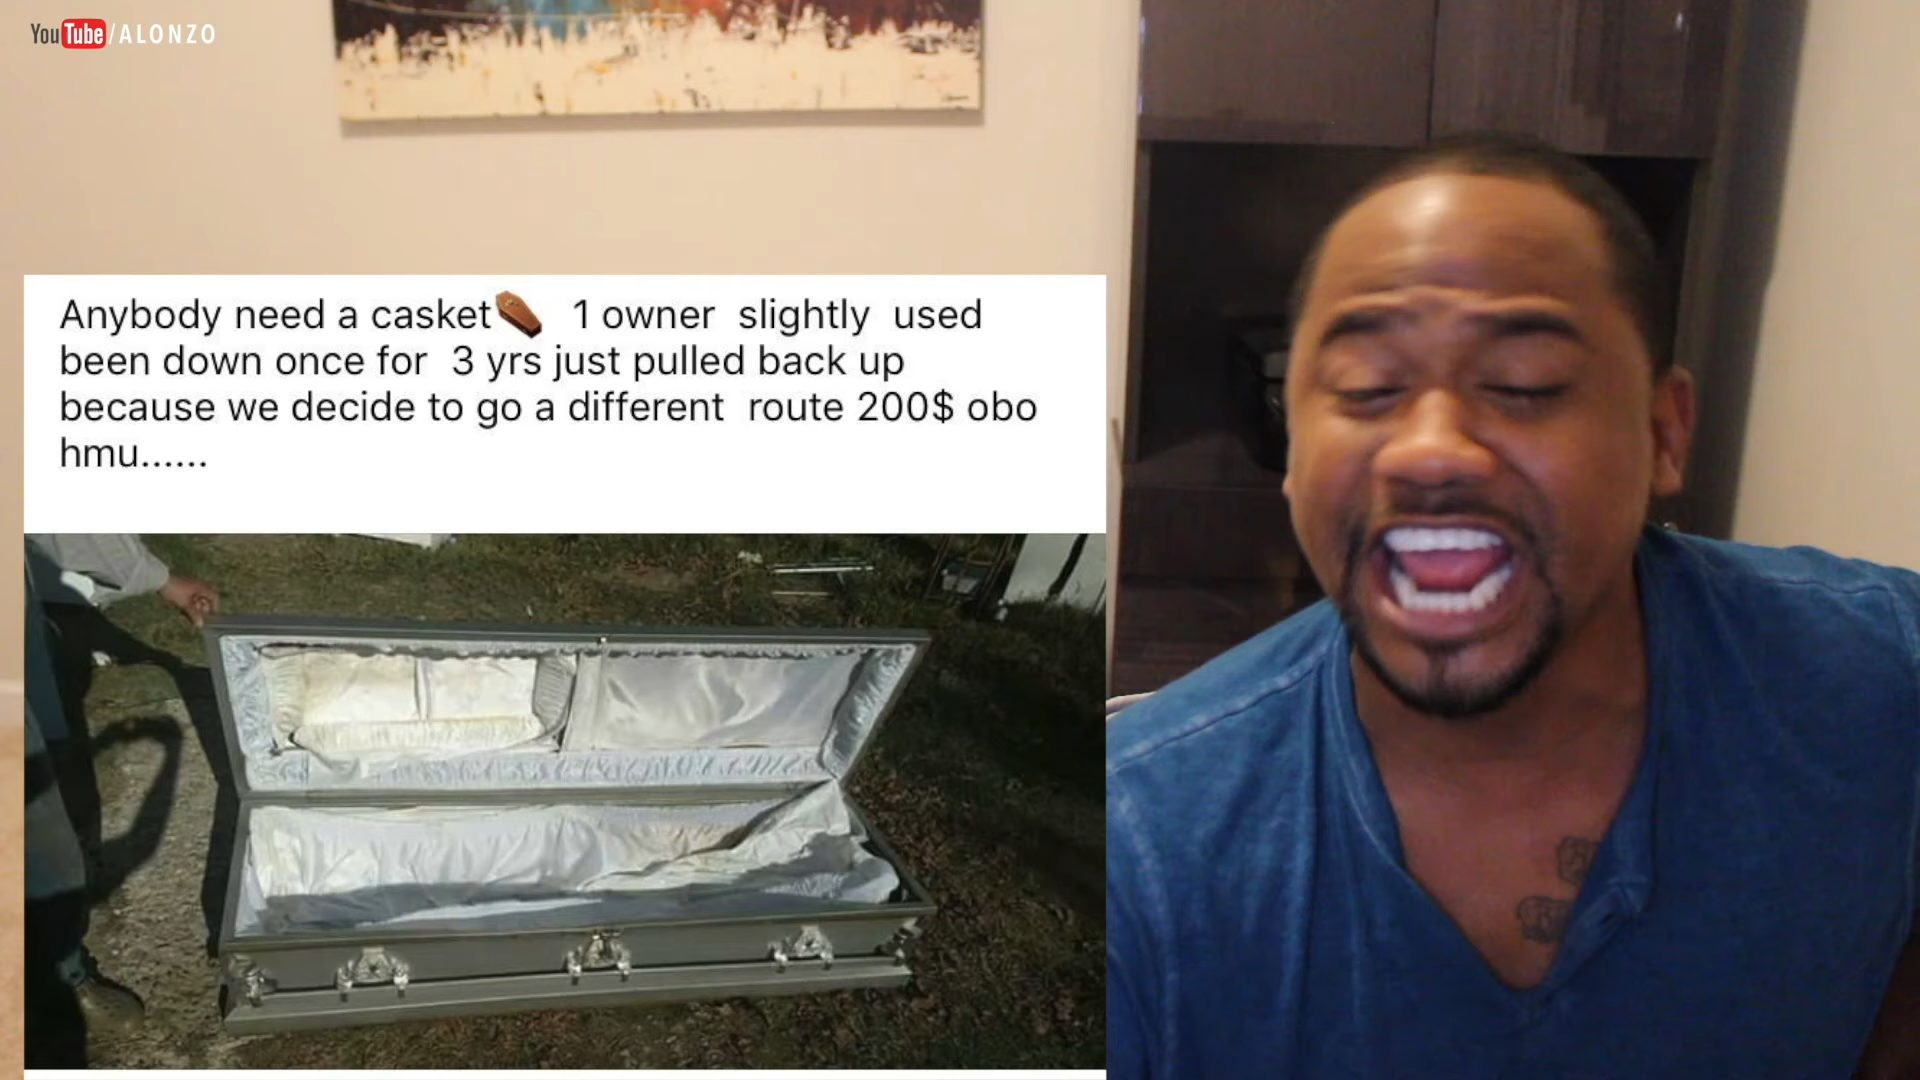 YouTube/ALONZO
Anybody need a casket⚰️ 1 owner slightly used
been down once for 3 yrs just pulled back up
because we decide to go a different route 200$ obo
hmu......